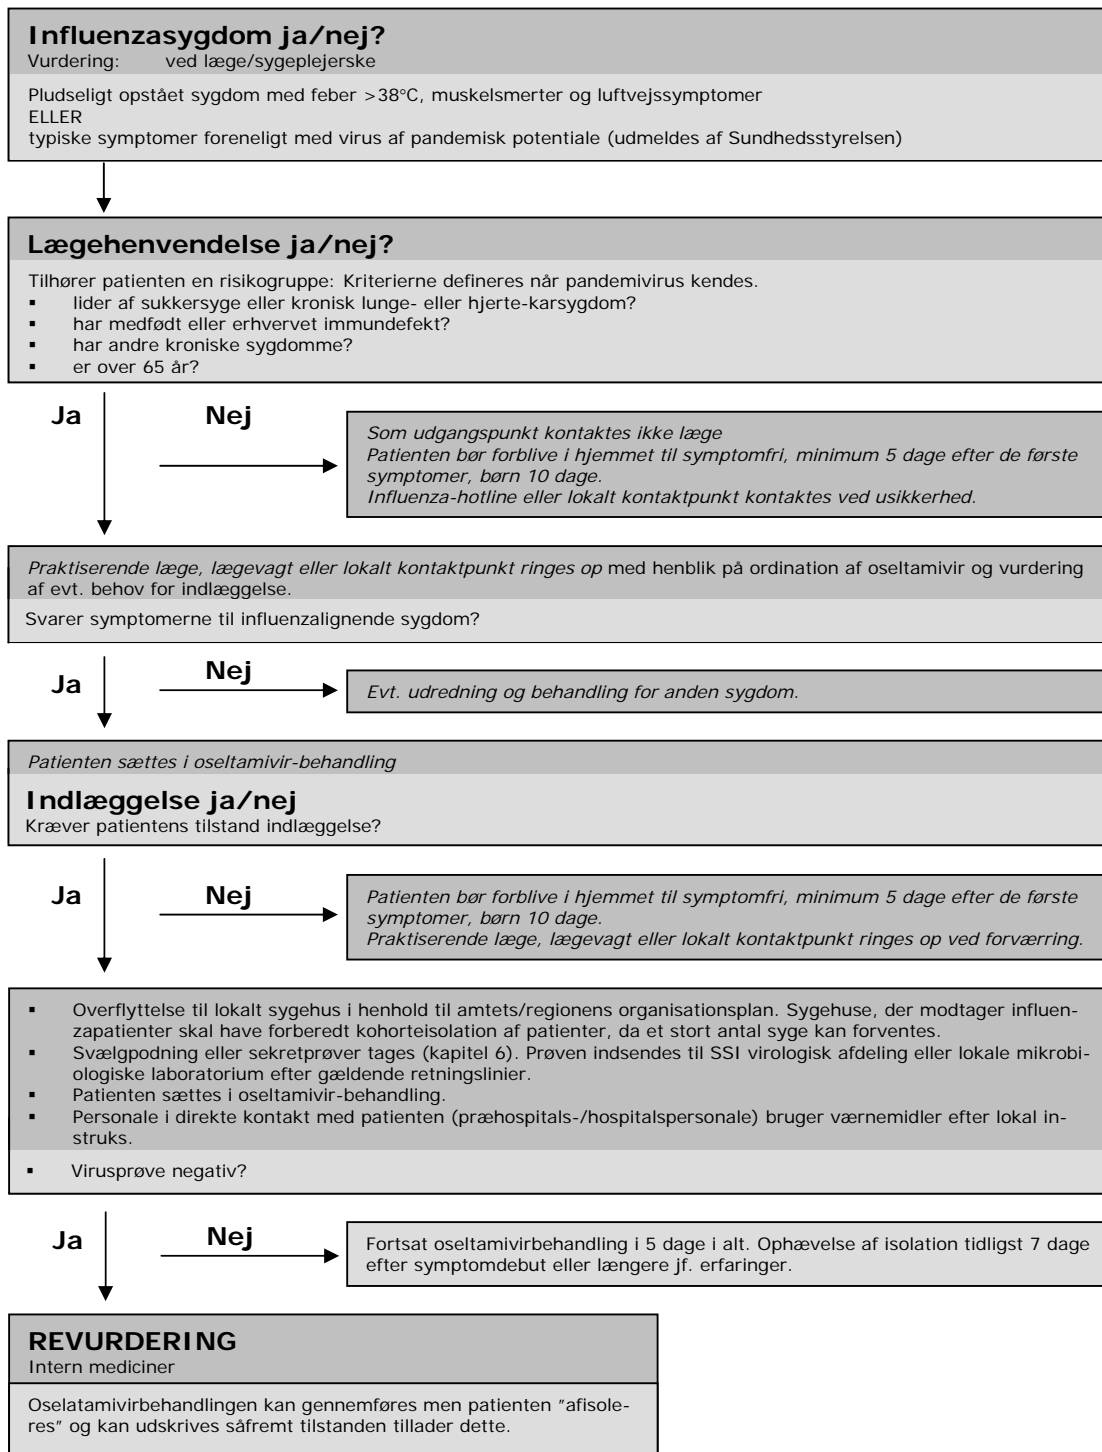 Influenzasygdom ja/nej?
Vurdering: ved læge/sygeplejerske
Pludseligt opstået sygdom med feber >38°C, muskelsmerter og luftvejssymptomer
ELLER
typiske symptomer foreneligt med virus af pandemisk potentiale (udmeldes af Sundhedsstyrelsen)
Lægehenvendelse ja/nej?
Tilhører patienten en risikogruppe: Kriterierne defineres når pandemivirus kendes.
▪ lider af sukkersyge eller kronisk lunge- eller hjerte-karsygdom?
▪ har medfødt eller erhvervet immundefekt?
▪ har andre kroniske sygdomme?
▪ er over 65 år?
Ja
Nej
Som udgangspunkt kontaktes ikke læge
Patienten bør forblive i hjemmet til symptomfri, minimum 5 dage efter de første
symptomer, børn 10 dage.
Influenza-hotline eller lokalt kontaktpunkt kontaktes ved usikkerhed.
Praktiserende læge, lægevagt eller lokalt kontaktpunkt ringes op med henblik på ordination af oseltamivir og vurdering
af evt. behov for indlæggelse.
Svarer symptomerne til influenzalignende sygdom?
Ja
Nej
Evt. udredning og behandling for anden sygdom.
Patienten sættes i oseltamivir-behandling
Indlæggelse ja/nej
Kræver patientens tilstand indlæggelse?
Ja
Nej
Patienten bør forblive i hjemmet til symptomfri, minimum 5 dage efter de første
symptomer, børn 10 dage.
Praktiserende læge, lægevagt eller lokalt kontaktpunkt ringes op ved forværring.
▪ Overflyttelse til lokalt sygehus i henhold til amtets/regionens organisationsplan. Sygehuse, der modtager influen-
zapatienter skal have forberedt kohorteisolation af patienter, da et stort antal syge kan forventes.
▪ Svælgpodning eller sekretprøver tages (kapitel 6). Prøven indsendes til SSI virologisk afdeling eller lokale mikrobi-
ologiske laboratorium efter gældende retningslinier.
▪ Patienten sættes i oseltamivir-behandling.
▪ Personale i direkte kontakt med patienten (præhospitals-/hospitalspersonale) bruger værnemidler efter lokal in-
struks.
▪ Virusprøve negativ?
Ja
Nej
Fortsat oseltamivirbehandling i 5 dage i alt. Ophævelse af isolation tidligst 7 dage
efter symptomdebut eller længere jf. erfaringer.
REVURDERING
Intern mediciner
Oselatamivirbehandlingen kan gennemføres men patienten "afisole-
res" og kan udskrives såfremt tilstanden tillader dette.